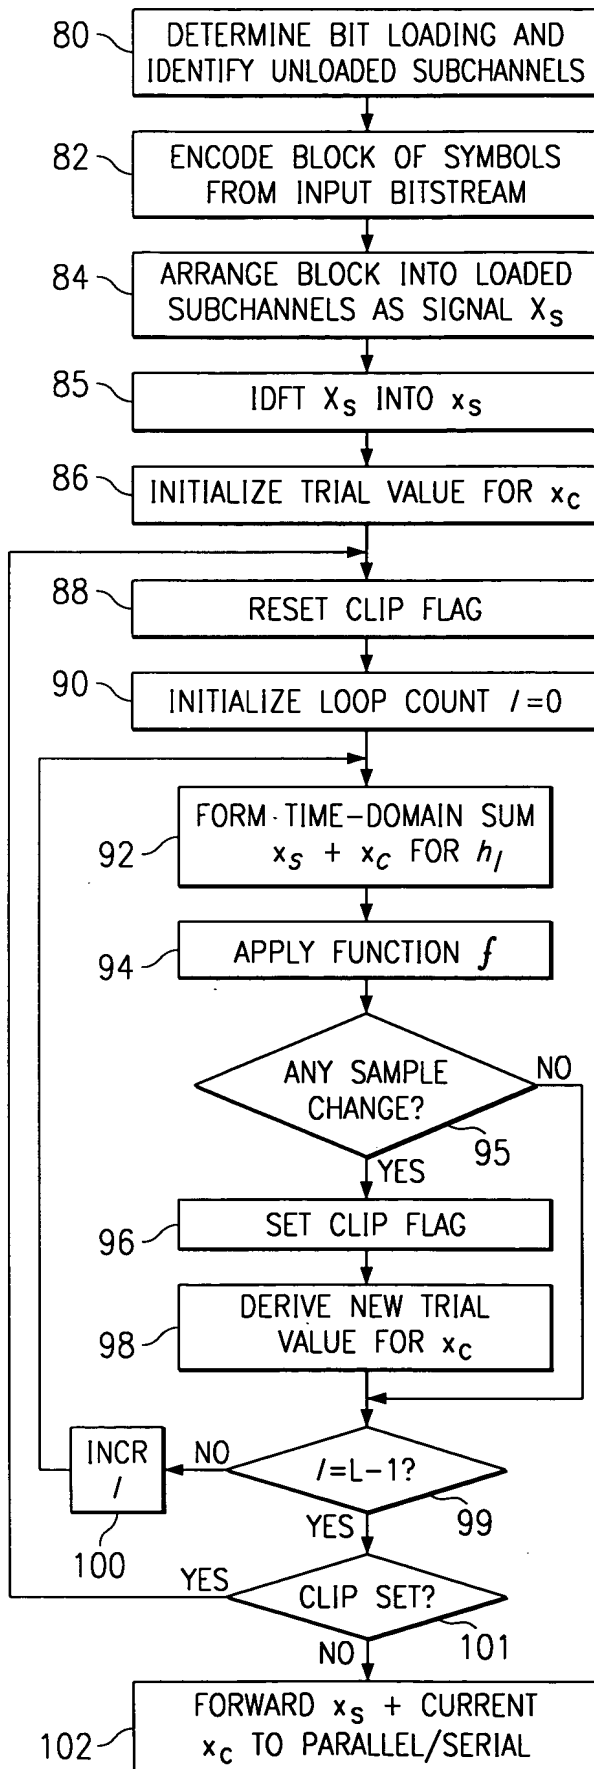 80
DETERMINE BIT LOADING AND
IDENTIFY UNLOADED SUBCHANNELS
82
ENCODE BLOCK OF SYMBOLS
FROM INPUT BITSTREAM
84
ARRANGE BLOCK INTO LOADED
SUBCHANNELS AS SIGNAL Xs
85
IDFT Xs INTO xs
86
INITIALIZE TRIAL VALUE FOR xc
88
RESET CLIP FLAG
90
INITIALIZE LOOP COUNT l=0
92
FORM TIME-DOMAIN SUM
xs + xc FOR hl
94
APPLY FUNCTION f
ANY SAMPLE
CHANGE?
NO
95
YES
96
SET CLIP FLAG
98
DERIVE NEW TRIAL
VALUE FOR xc
INCR
l
100
NO
l=L-1?
99
YES
YES
CLIP SET?
101
NO
102
FORWARD xs + CURRENT
xc TO PARALLEL/SERIAL